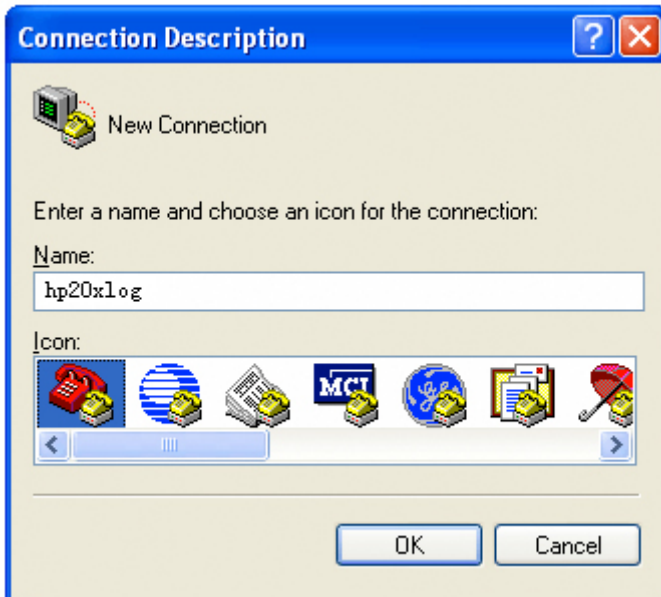 Connection Description
New Connection
Enter a name and choose an icon for the connection:
Name:
hp20xlog
Icon:
MCI
OK
Cancel